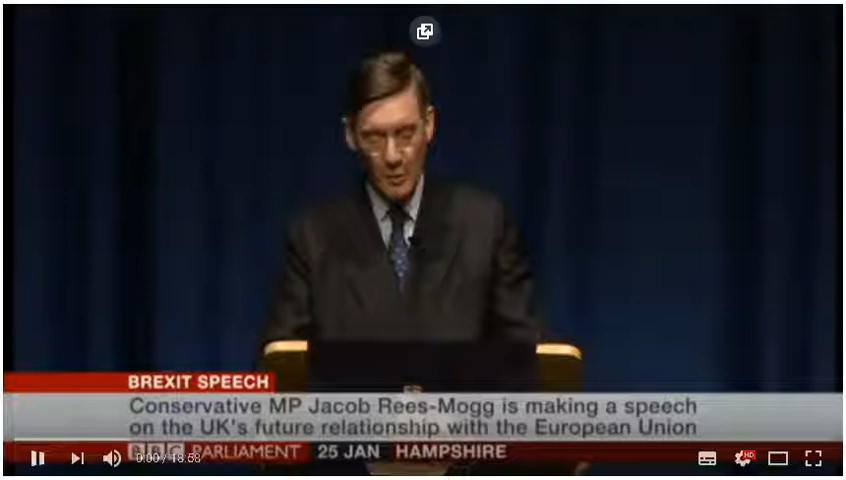 BREXIT SPEECH
Conservative MP Jacob Rees-Mogg is making a speech
on the UK's future relationship with the European Union
BBC PARLIAMENT 25 JAN HAMPSHIRE
0:00 / 18:58
HD